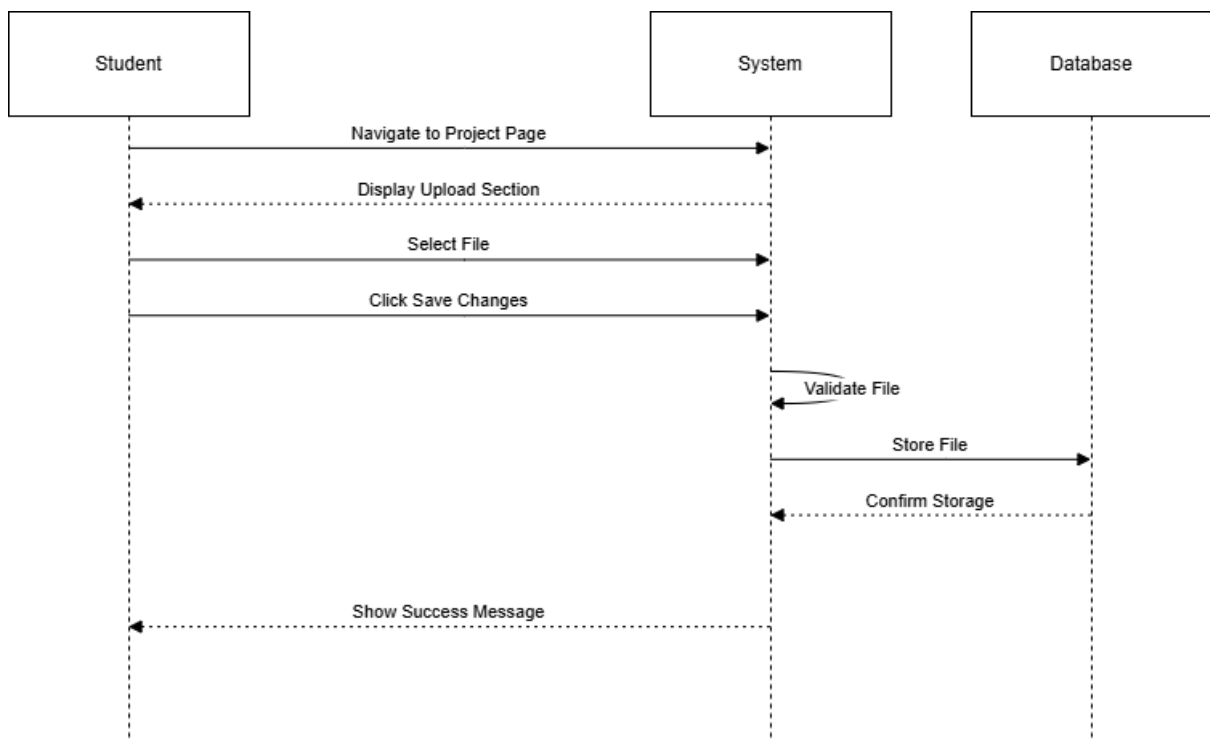 Student
System
Database
Navigate to Project Page
Display Upload Section
Select File
Click Save Changes
Validate File
Store File
Confirm Storage
Show Success Message